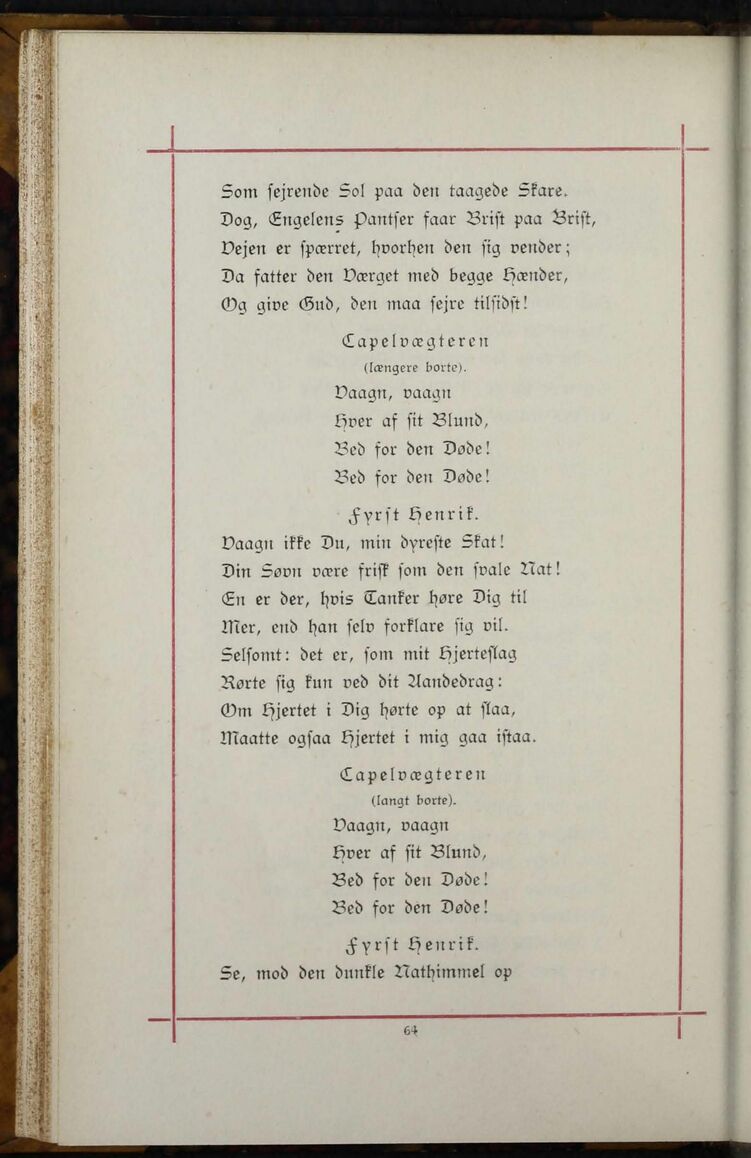 Som sejrende Sol paa den taagede Skare.
Dog, Engelens Pantser faar Brist paa Brist,
Vejen er spærret, hvorhen den sig vender;
Da fatter den Værget med begge Hænder,
Og give Gud, den maa sejre tilsidst!
Capelvægteren
(længere borte).
Vaagn, vaagn
Hver af sit Blund,
Bed for den Døde!
Bed for den Døde!
Fyrst Henrik.
Vaagn ikke Du, min dyreste Skat!
Din Søvn være frisk som den svale Nat!
En er der, hvis Tanker høre Dig til
Mer, end han selv forklare sig vil.
Selsomt: det er, som mit Hjerteslag
Rørte sig kun ved dit Aandedrag:
Om Hjertet i Dig hørte op at slaa,
Maatte ogsaa Hjertet i mig gaa istaa.
Capelvægteren
(langt borte).
Vaagn, vaagn
Hver af sit Blund,
Bed for den Døde!
Bed for den Døde!
Fyrst Henrik.
Se, mod den dunkle Nathimmel op
64